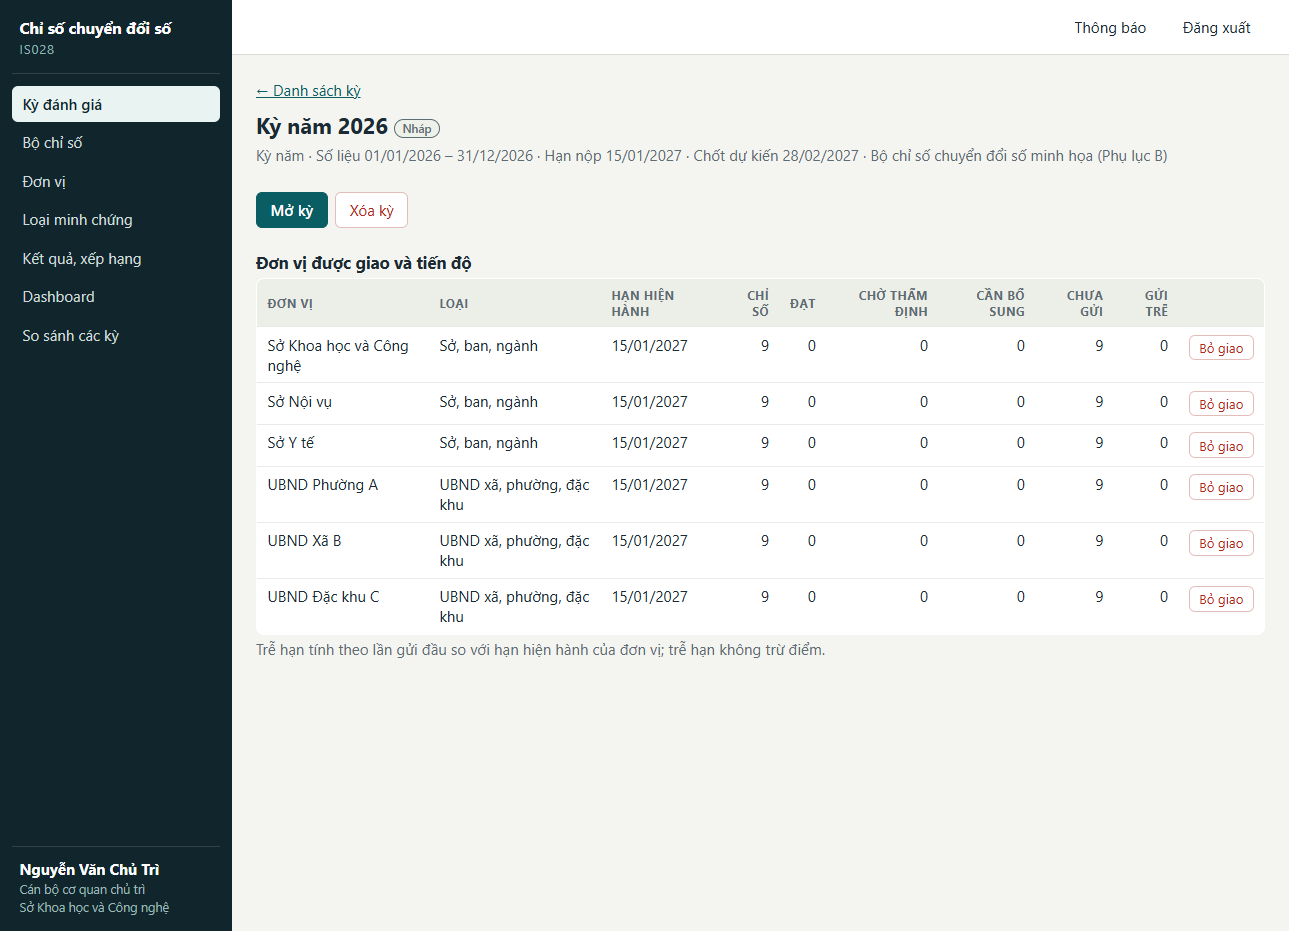 Chỉ số chuyển đổi số
IS028
Kỳ đánh giá
Bộ chỉ số
Đơn vị
Loại minh chứng
Kết quả, xếp hạng
Dashboard
So sánh các kỳ
Nguyễn Văn Chủ Trì
Cán bộ cơ quan chủ trì
Sở Khoa học và Công nghệ
Thông báo Đăng xuất
← Danh sách kỳ
Kỳ năm 2026 Nháp
Kỳ năm · Số liệu 01/01/2026 – 31/12/2026 · Hạn nộp 15/01/2027 · Chốt dự kiến 28/02/2027 · Bộ chỉ số chuyển đổi số minh họa (Phụ lục B)
Mở kỳ Xóa kỳ
Đơn vị được giao và tiến độ
ĐƠN VỊ LOẠI HẠN HIỆN HÀNH CHỈ SỐ ĐẠT CHỜ THẨM ĐỊNH CẦN BỔ SUNG CHƯA GỬI GỬI TRỄ
Sở Khoa học và Công nghệ Sở, ban, ngành 15/01/2027 9 0 0 0 9 0 Bỏ giao
Sở Nội vụ Sở, ban, ngành 15/01/2027 9 0 0 0 9 0 Bỏ giao
Sở Y tế Sở, ban, ngành 15/01/2027 9 0 0 0 9 0 Bỏ giao
UBND Phường A UBND xã, phường, đặc khu 15/01/2027 9 0 0 0 9 0 Bỏ giao
UBND Xã B UBND xã, phường, đặc khu 15/01/2027 9 0 0 0 9 0 Bỏ giao
UBND Đặc khu C UBND xã, phường, đặc khu 15/01/2027 9 0 0 0 9 0 Bỏ giao
Trễ hạn tính theo lần gửi đầu so với hạn hiện hành của đơn vị; trễ hạn không trừ điểm.